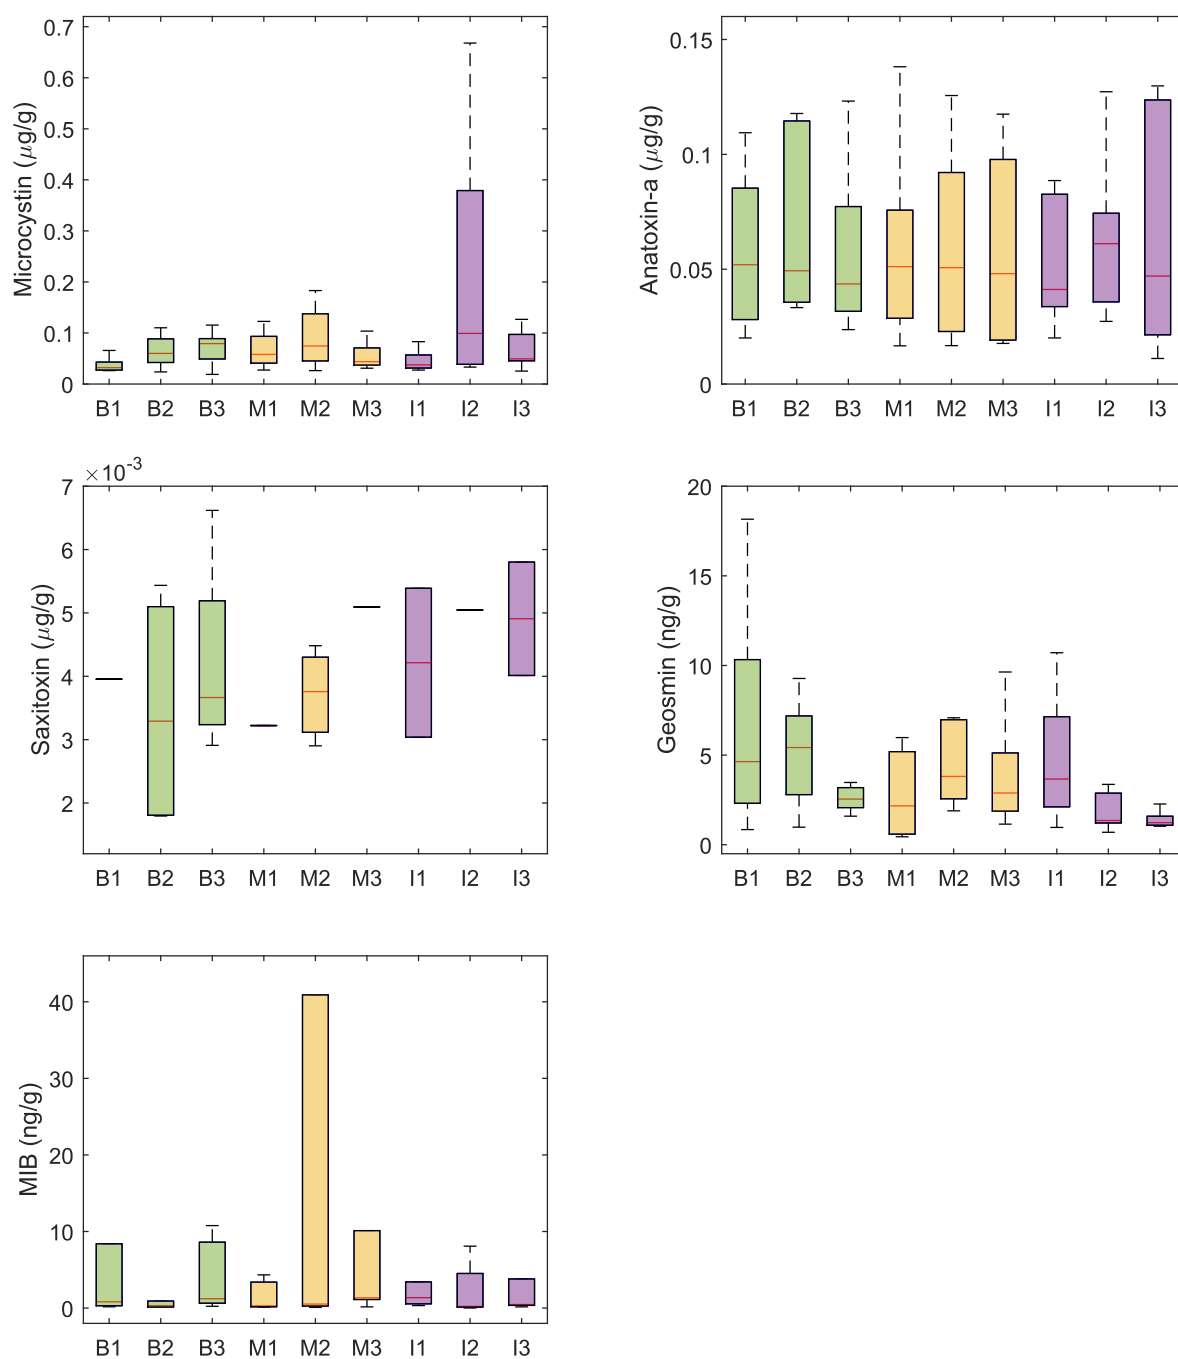 0.7
0.6
0.5
0.4
0.3
0.2
0.1
0
Microcystin (μg/g)
B1 B2 B3 M1 M2 M3 I1 I2 I3
0.15
0.1
0.05
0
Anatoxin-a (μg/g)
B1 B2 B3 M1 M2 M3 I1 I2 I3
×10-3
7
6
5
4
3
2
Saxitoxin (μg/g)
B1 B2 B3 M1 M2 M3 I1 I2 I3
20
15
10
5
0
Geosmin (ng/g)
B1 B2 B3 M1 M2 M3 I1 I2 I3
40
30
20
10
0
MIB (ng/g)
B1 B2 B3 M1 M2 M3 I1 I2 I3